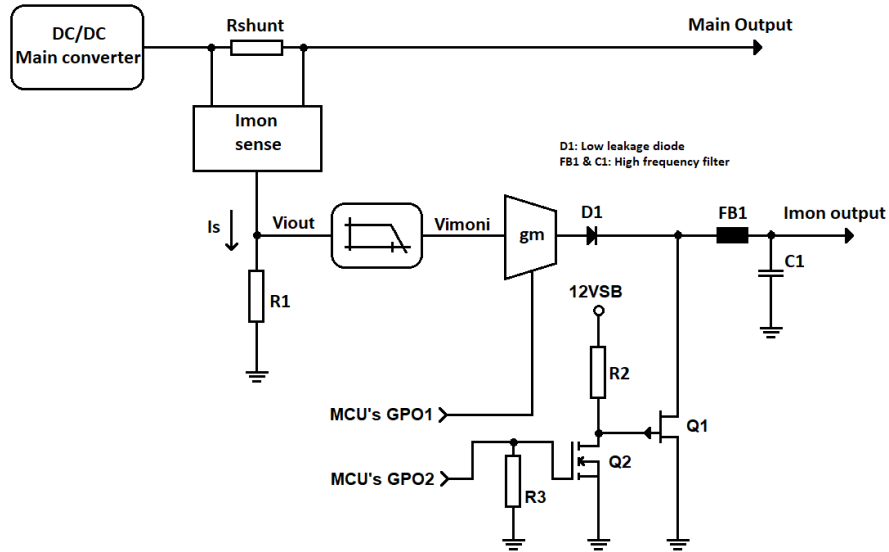 DC/DC
Main converter
Rshunt
Main Output
Imon
sense
D1: Low leakage diode
FB1 & C1: High frequency filter
Is
Viout
Vimoni
gm
D1
FB1
Imon output
C1
R1
12VSB
R2
MCU's GPO1
Q1
Q2
MCU's GPO2
R3